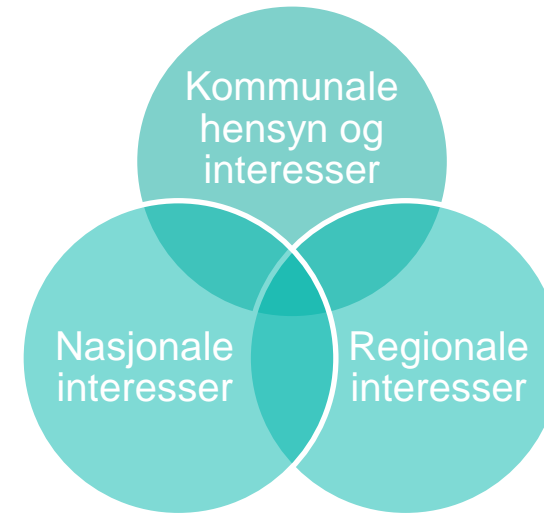 Kommunale
hensyn og
interesser
Nasjonale
interesser
Regionale
interesser